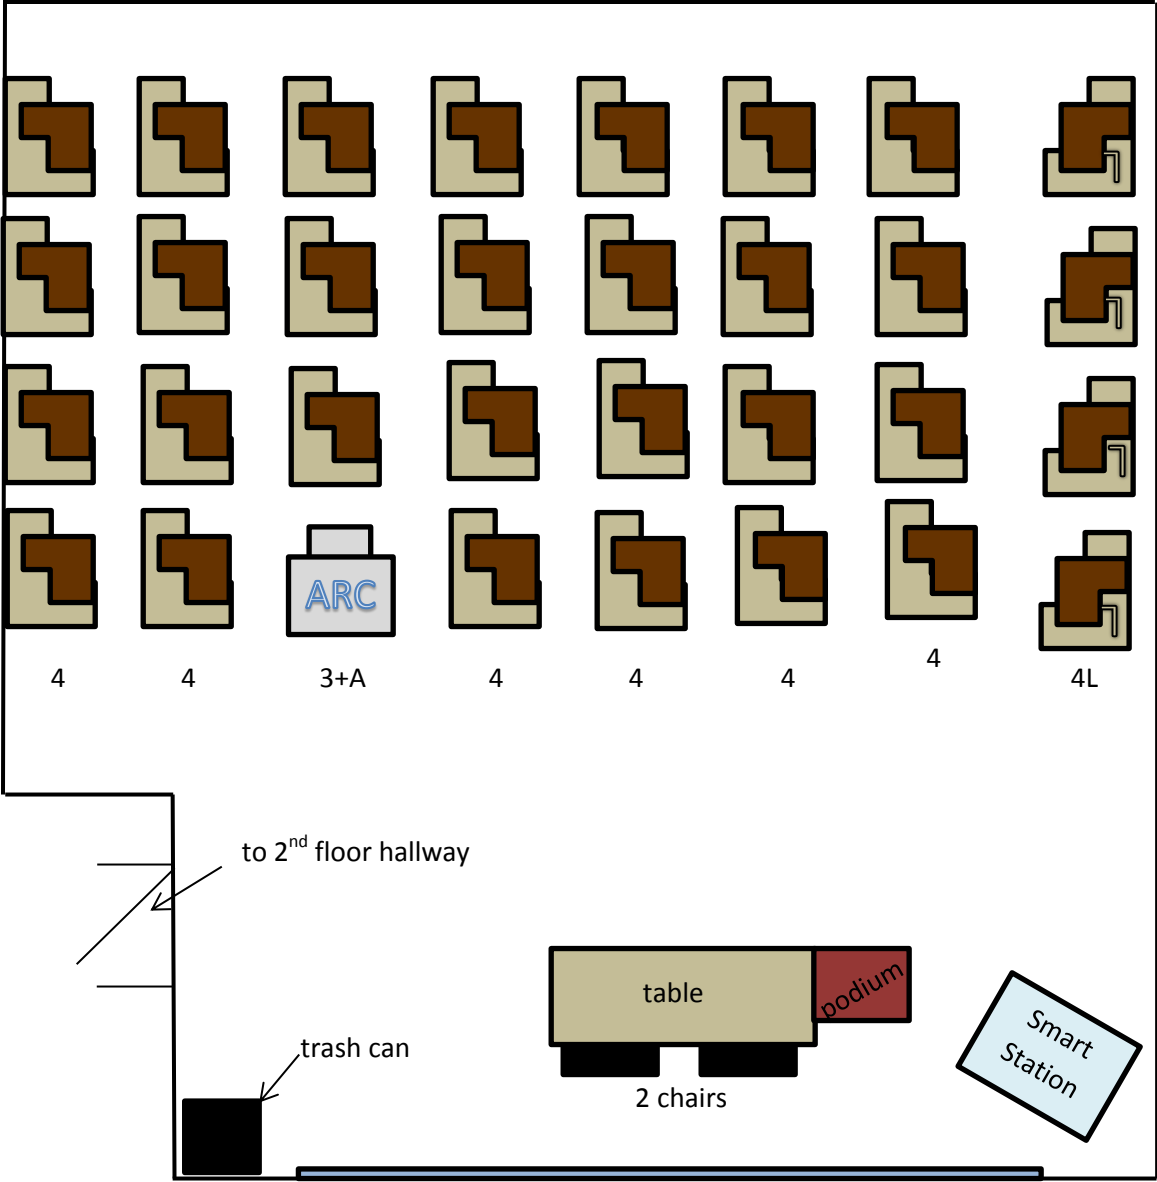 ARC
4 4 3+A 4 4 4 4 4L
to 2nd floor hallway
table
podium
Smart
Station
trash can
2 chairs